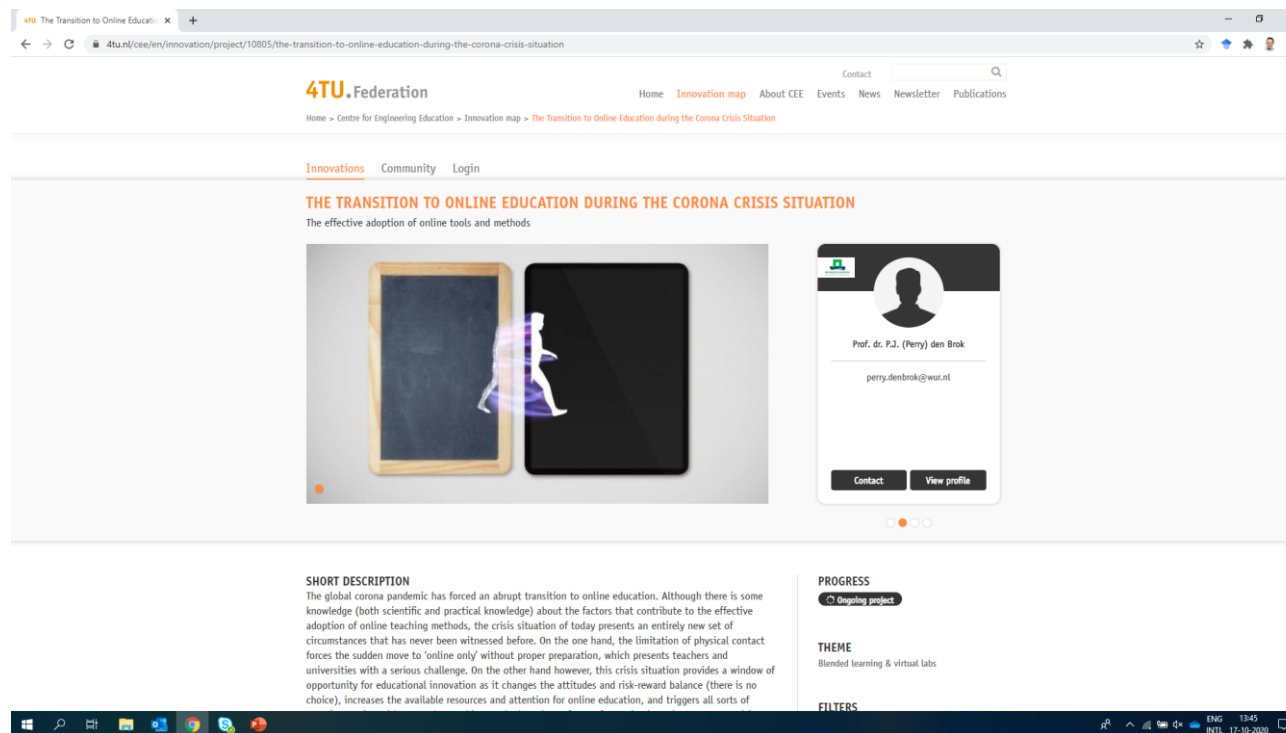 4TU The Transition to Online Educatio
4tu.nl/cee/en/innovation/project/10805/the-transition-to-online-education-during-the-corona-crisis-situation
Contact
4TU.Federation
Home Innovation map About CEE Events News Newsletter Publications
Home > Centre for Engineering Education > Innovation map > The Transition to Online Education during the Corona Crisis Situation
Innovations Community Login
THE TRANSITION TO ONLINE EDUCATION DURING THE CORONA CRISIS SITUATION
The effective adoption of online tools and methods
Prof. dr. P.J. (Perry) den Brok
perry.denbrok@wur.nl
Contact View profile
SHORT DESCRIPTION
The global corona pandemic has forced an abrupt transition to online education. Although there is some
knowledge (both scientific and practical knowledge) about the factors that contribute to the effective
adoption of online teaching methods, the crisis situation of today presents an entirely new set of
circumstances that has never been witnessed before. On the one hand, the limitation of physical contact
forces the sudden move to ‘online only’ without proper preparation, which presents teachers and
universities with a serious challenge. On the other hand however, this crisis situation provides a window of
opportunity for educational innovation as it changes the attitudes and risk-reward balance (there is no
choice), increases the available resources and attention for online education, and triggers all sorts of
PROGRESS
Ongoing project
THEME
Blended learning & virtual labs
FILTERS
ENG 13:45
INTL 17-10-2020